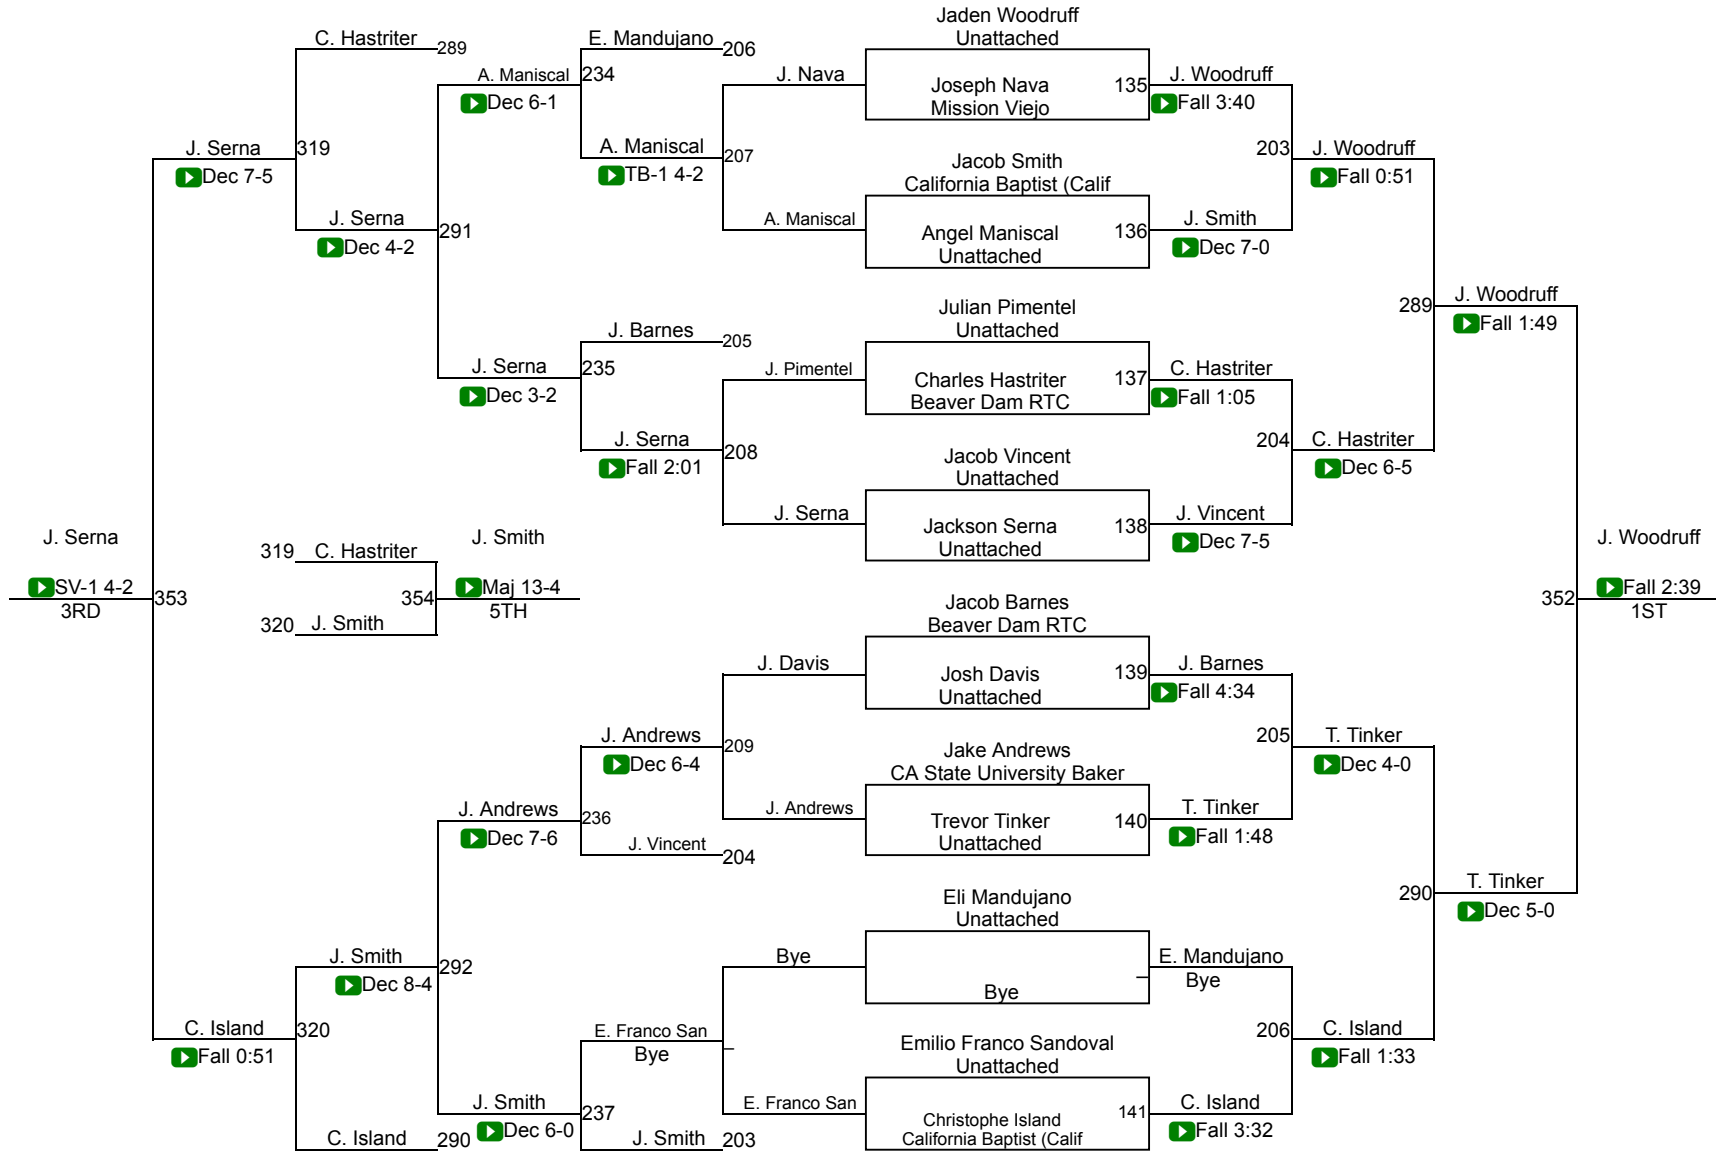 Jaden Woodruff
Unattached
C. Hastriter
289
E. Mandujano
206
A. Maniscal
234
Dec 6-1
J. Nava
Joseph Nava
Mission Viejo
135
J. Woodruff
Fall 3:40
J. Serna
319
Dec 7-5
A. Maniscal
207
TB-1 4-2
Jacob Smith
California Baptist (Calif
203
J. Woodruff
Fall 0:51
J. Serna
291
Dec 4-2
A. Maniscal
Angel Maniscal
Unattached
136
J. Smith
Dec 7-0
Julian Pimentel
Unattached
289
J. Woodruff
Fall 1:49
J. Barnes
205
J. Serna
235
Dec 3-2
J. Pimentel
Charles Hastriter
Beaver Dam RTC
137
C. Hastriter
Fall 1:05
J. Serna
208
Fall 2:01
Jacob Vincent
Unattached
204
C. Hastriter
Dec 6-5
J. Serna
Jackson Serna
Unattached
138
J. Vincent
Dec 7-5
J. Serna
SV-1 4-2
3RD
353
319
C. Hastriter
354
320
J. Smith
J. Smith
Maj 13-4
5TH
352
J. Woodruff
Fall 2:39
1ST
Jacob Barnes
Beaver Dam RTC
J. Davis
Josh Davis
Unattached
139
J. Barnes
Fall 4:34
J. Andrews
209
Dec 6-4
Jake Andrews
CA State University Baker
205
T. Tinker
Dec 4-0
J. Andrews
236
Dec 7-6
J. Vincent
204
J. Andrews
Trevor Tinker
Unattached
140
T. Tinker
Fall 1:48
Eli Mandujano
Unattached
290
T. Tinker
Dec 5-0
J. Smith
292
Dec 8-4
Bye
Bye
E. Mandujano
Bye
C. Island
320
Fall 0:51
E. Franco San
Bye
Emilio Franco Sandoval
Unattached
206
C. Island
Fall 1:33
J. Smith
237
Dec 6-0
E. Franco San
Christophe Island
California Baptist (Calif
141
C. Island
Fall 3:32
C. Island
290
J. Smith
203